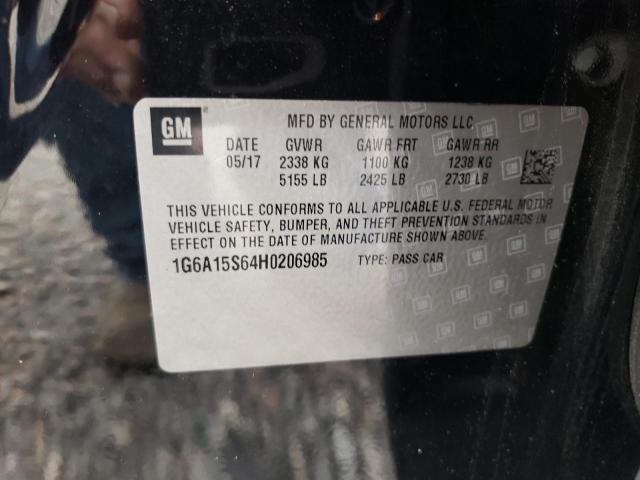 GM
MFD BY GENERAL MOTORS LLC
DATE GVWR GAWR FRT GAWR RR
05/17 2338 KG 1100 KG 1238 KG
5155 LB 2425 LB 2730 LB
THIS VEHICLE CONFORMS TO ALL APPLICABLE U.S. FEDERAL MOTOR
VEHICLE SAFETY, BUMPER, AND THEFT PREVENTION STANDARDS IN
EFFECT ON THE DATE OF MANUFACTURE SHOWN ABOVE.
1G6A15S64H0206985 TYPE: PASS CAR